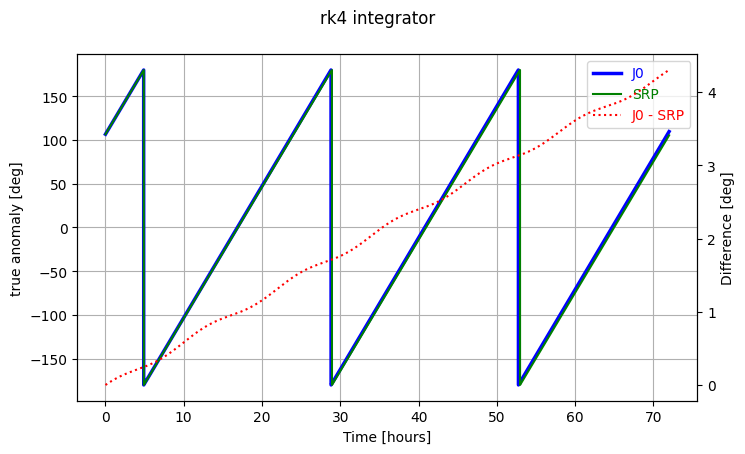 rk4 integrator
J0
SRP
J0 - SRP
true anomaly [deg]
150
100
50
0
−50
−100
−150
4
3
2
1
0
Difference [deg]
0
10
20
30
40
50
60
70
Time [hours]